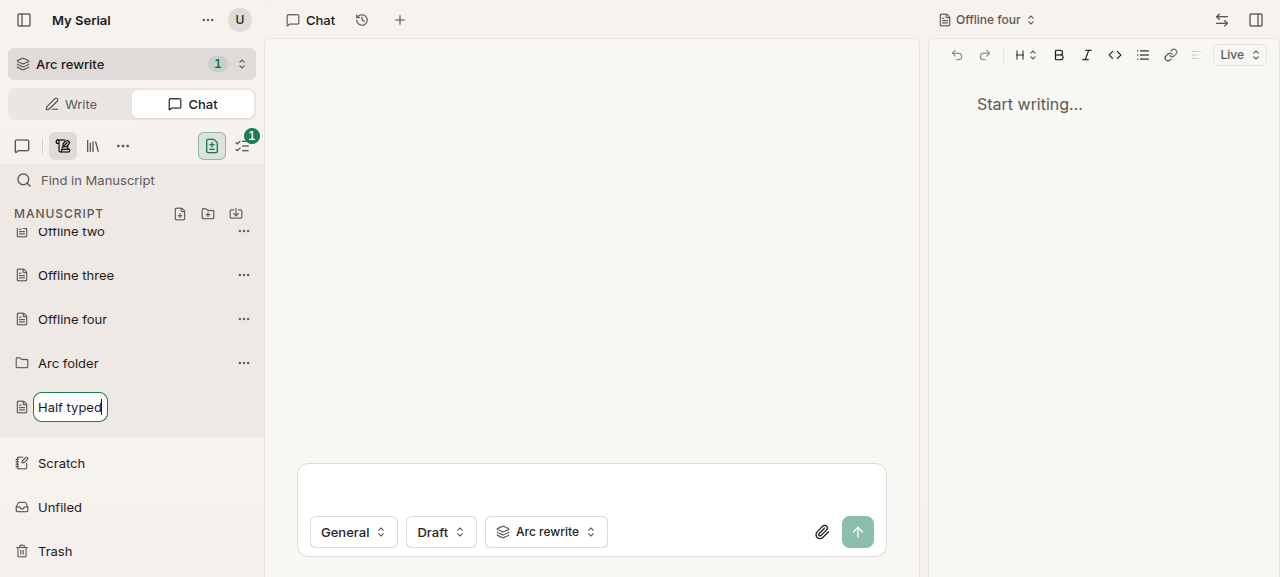 My Serial
U
Chat
Offline four
Arc rewrite
1
Write
Chat
1
Find in Manuscript
MANUSCRIPT
Offline two
Offline three
Offline four
Arc folder
Half typed
Scratch
Unfiled
Trash
General
Draft
Arc rewrite
H
B
I
Live
Start writing...